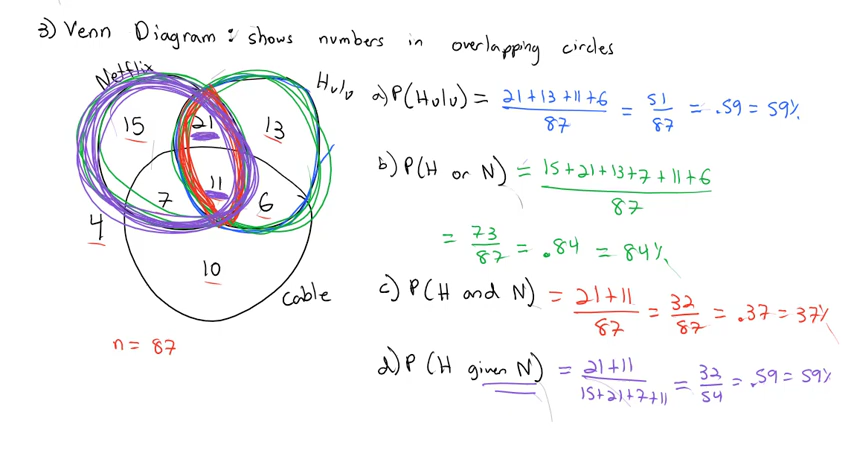 3) Venn Diagram: shows numbers in overlapping circles
Netflix
Hulu
15
21
13
11
7
6
4
10
Cable
n = 87
a) P(Hulu) = 21+13+11+6 / 87 = 51/87 = .59 = 59%
b) P(H or N) = 15+21+13+7+11+6 / 87
= 73/87 = .84 = 84%
c) P(H and N) = 21+11 / 87 = 32/87 = .37 = 37%
d) P(H given N) = 21+11 / 15+21+7+11 = 32/54 = .59 = 59%